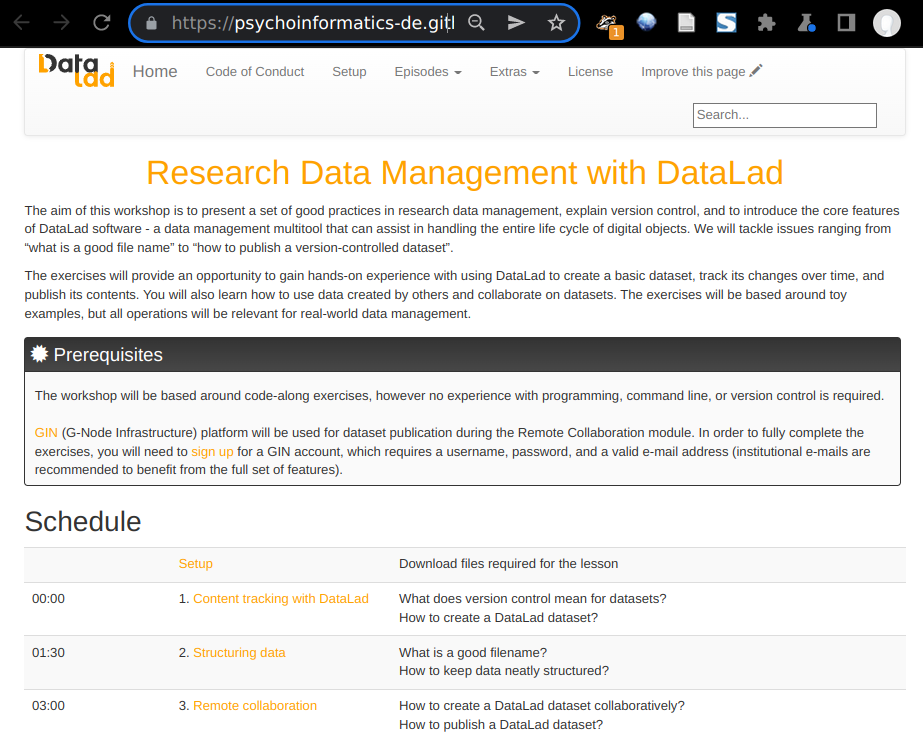 https://psychoinformatics-de.gitl
1
Data
lad
Home
Code of Conduct
Setup
Episodes
Extras
License
Improve this page
Search...
Research Data Management with DataLad
The aim of this workshop is to present a set of good practices in research data management, explain version control, and to introduce the core features
of DataLad software - a data management multitool that can assist in handling the entire life cycle of digital objects. We will tackle issues ranging from
“what is a good file name” to “how to publish a version-controlled dataset”.
The exercises will provide an opportunity to gain hands-on experience with using DataLad to create a basic dataset, track its changes over time, and
publish its contents. You will also learn how to use data created by others and collaborate on datasets. The exercises will be based around toy
examples, but all operations will be relevant for real-world data management.
Prerequisites
The workshop will be based around code-along exercises, however no experience with programming, command line, or version control is required.
GIN (G-Node Infrastructure) platform will be used for dataset publication during the Remote Collaboration module. In order to fully complete the
exercises, you will need to sign up for a GIN account, which requires a username, password, and a valid e-mail address (institutional e-mails are
recommended to benefit from the full set of features).
Schedule
Setup
Download files required for the lesson
00:00
1. Content tracking with DataLad
What does version control mean for datasets?
How to create a DataLad dataset?
01:30
2. Structuring data
What is a good filename?
How to keep data neatly structured?
03:00
3. Remote collaboration
How to create a DataLad dataset collaboratively?
How to publish a DataLad dataset?